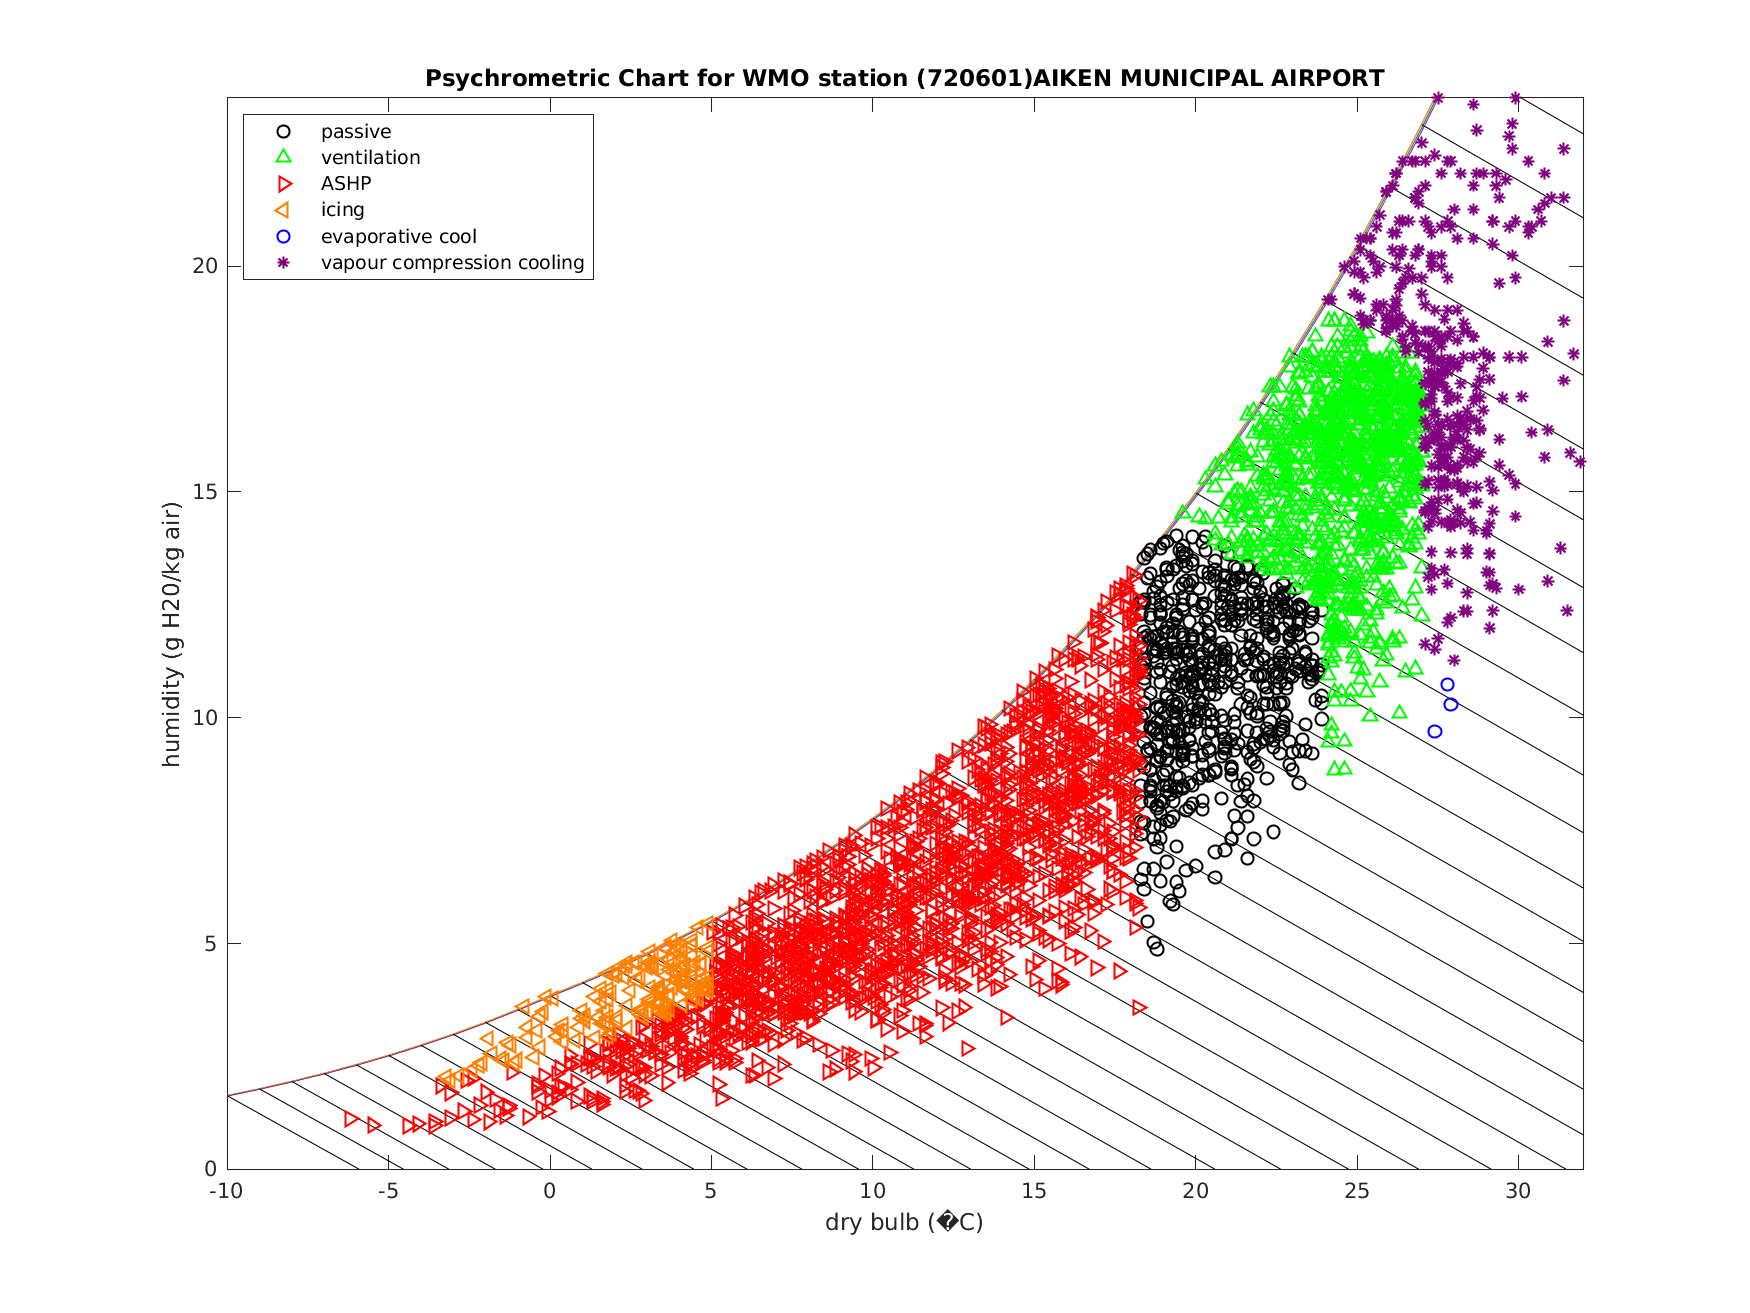 Psychrometric Chart for WMO station (720601)AIKEN MUNICIPAL AIRPORT
passive
ventilation
ASHP
icing
evaporative cool
vapour compression cooling
humidity (g H20/kg air)
20
15
10
5
0
-10 -5 0 5 10 15 20 25 30
dry bulb (�C)